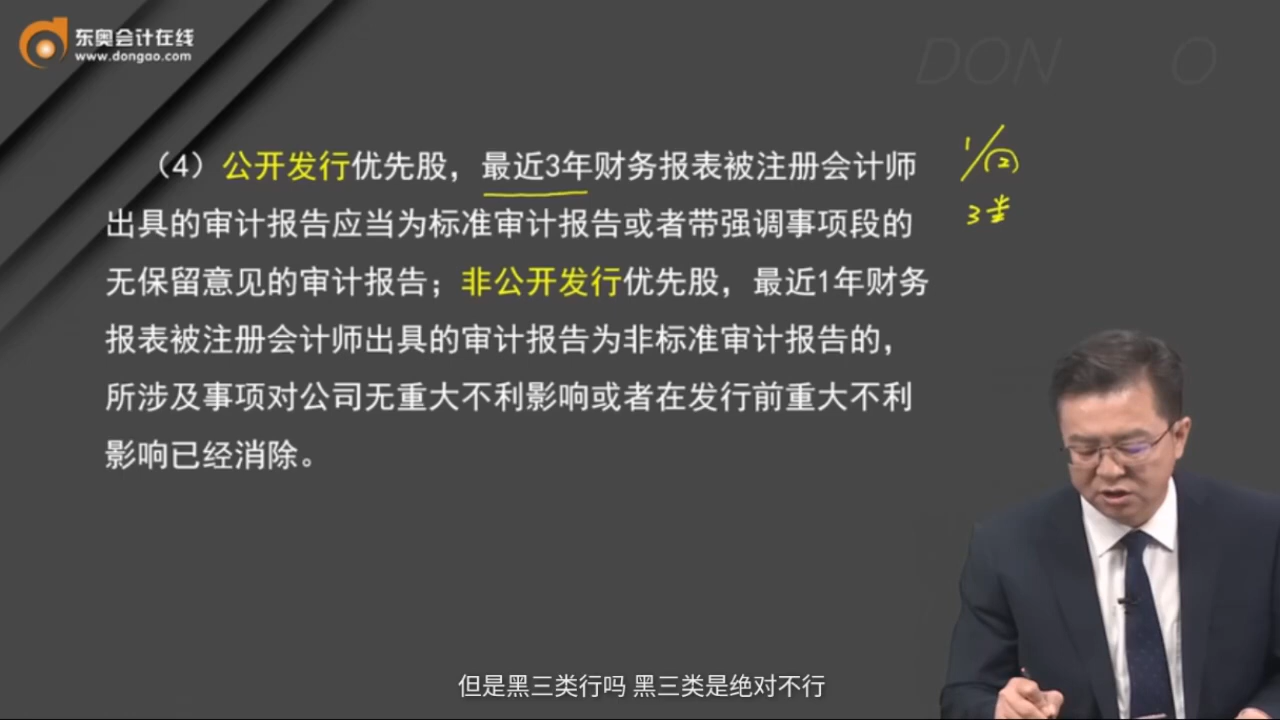 东奥会计在线
www.dongao.com
DON O
（4）公开发行优先股，最近3年财务报表被注册会计师
出具的审计报告应当为标准审计报告或者带强调事项段的
无保留意见的审计报告；非公开发行优先股，最近1年财务
报表被注册会计师出具的审计报告为非标准审计报告的，
所涉及事项对公司无重大不利影响或者在发行前重大不利
影响已经消除。
1/(2)
3类
但是黑三类行吗 黑三类是绝对不行